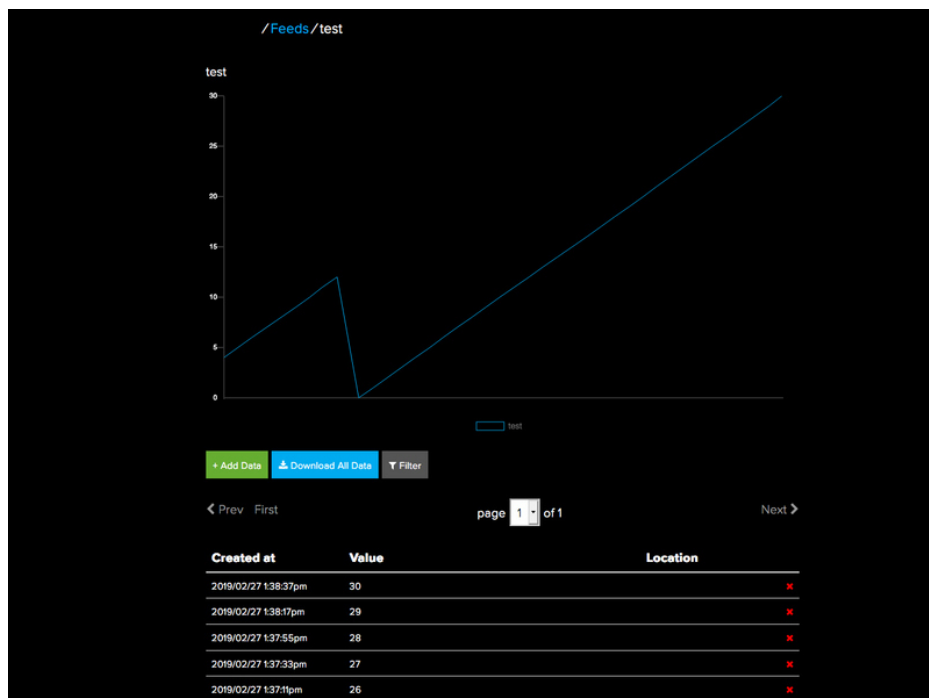 /Feeds/test
test
30
25
20
15
10
5
0
test
+ Add Data Download All Data Filter
Prev First page 1 of 1 Next
Created at Value Location
2019/02/27 1:38:37pm 30
2019/02/27 1:38:17pm 29
2019/02/27 1:37:55pm 28
2019/02/27 1:37:33pm 27
2019/02/27 1:37:11pm 26